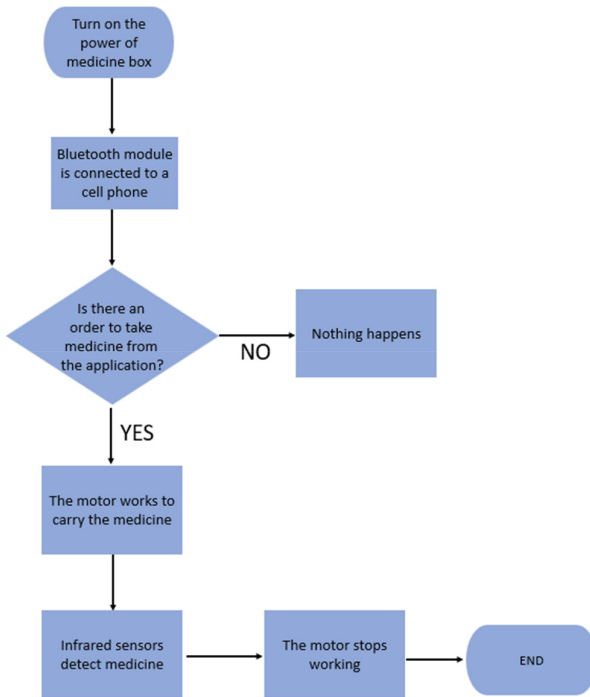 Turn on the
power of
medicine box
Bluetooth module
is connected to a
cell phone
Is there an
order to take
medicine from
the application?
NO
Nothing happens
YES
The motor works to
carry the medicine
Infrared sensors
detect medicine
The motor stops
working
END